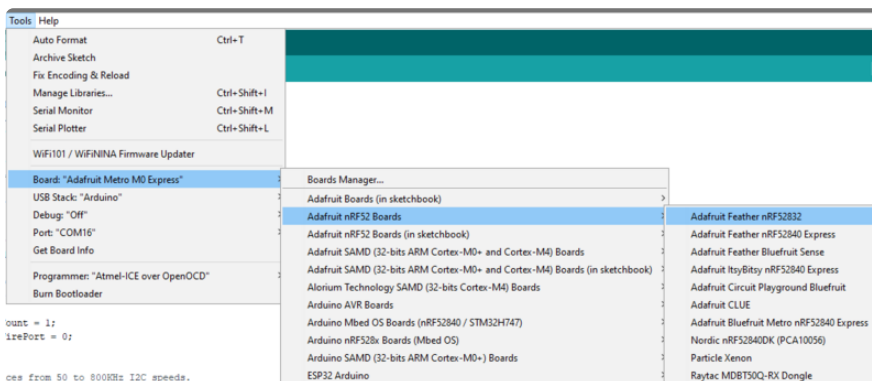 Tools Help
Auto Format Ctrl+T
Archive Sketch
Fix Encoding & Reload
Manage Libraries... Ctrl+Shift+I
Serial Monitor Ctrl+Shift+M
Serial Plotter Ctrl+Shift+L
WiFi101 / WiFiNINA Firmware Updater
Board: "Adafruit Metro M0 Express"
USB Stack: "Arduino"
Debug: "Off"
Port: "COM16"
Get Board Info
Programmer: "Atmel-ICE over OpenOCD"
Burn Bootloader
Boards Manager...
Adafruit Boards (in sketchbook)
Adafruit nRF52 Boards
Adafruit nRF52 Boards (in sketchbook)
Adafruit SAMD (32-bits ARM Cortex-M0+ and Cortex-M4) Boards
Adafruit SAMD (32-bits ARM Cortex-M0+ and Cortex-M4) Boards (in sketchbook)
Alorium Technology SAMD (32-bits Cortex-M4) Boards
Arduino AVR Boards
Arduino Mbed OS Boards (nRF52840 / STM32H747)
Arduino nRF528x Boards (Mbed OS)
Arduino SAMD (32-bits ARM Cortex-M0+) Boards
ESP32 Arduino
Adafruit Feather nRF52832
Adafruit Feather nRF52840 Express
Adafruit Feather Bluefruit Sense
Adafruit ItsyBitsy nRF52840 Express
Adafruit Circuit Playground Bluefruit
Adafruit CLUE
Adafruit Bluefruit Metro nRF52840 Express
Nordic nRF52840DK (PCA10056)
Particle Xenon
Raytac MDBT50Q-RX Dongle
ount = 1;
irePort = 0;
ces from 50 to 800KHz I2C speeds.